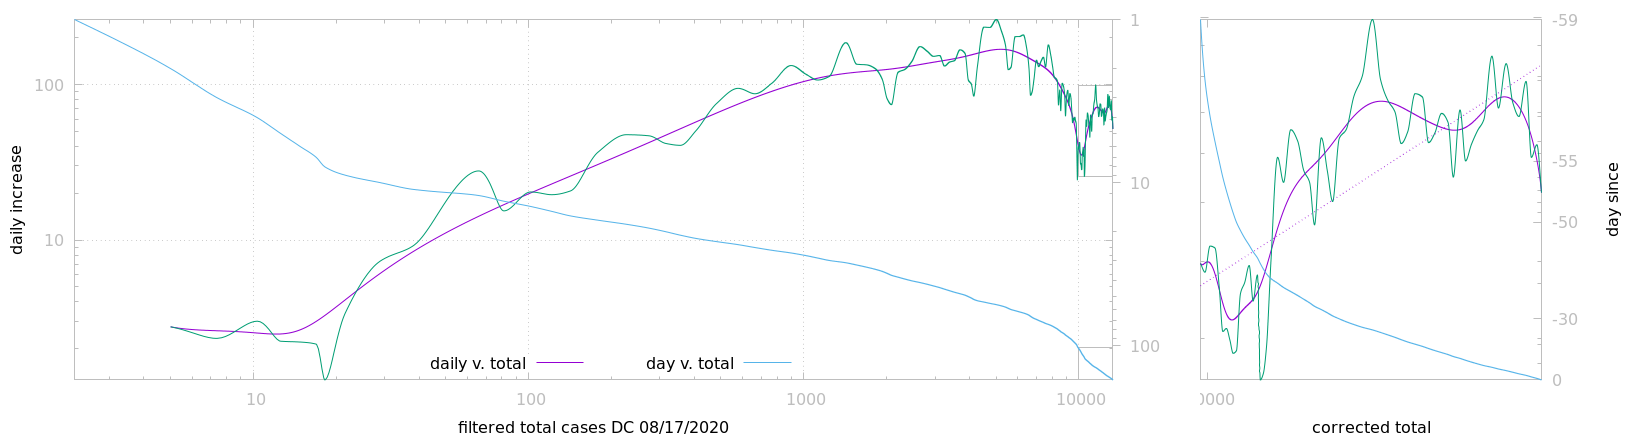 1
-59
100
daily increase
10
10
-55
-50
day since
-30
daily v. total
day v. total
100
0
10
100
1000
10000
0000
filtered total cases DC 08/17/2020
corrected total